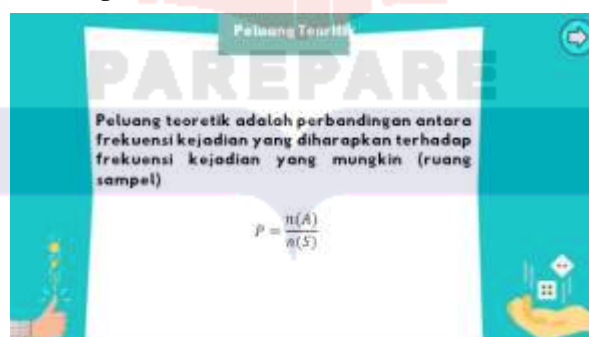 Peluang Teoritik
PAREPARE
Peluang teoretik adalah perbandingan antara
frekuensi kejadian yang diharapkan terhadap
frekuensi kejadian yang mungkin (ruang
sampel)
P = n(A)/n(S)